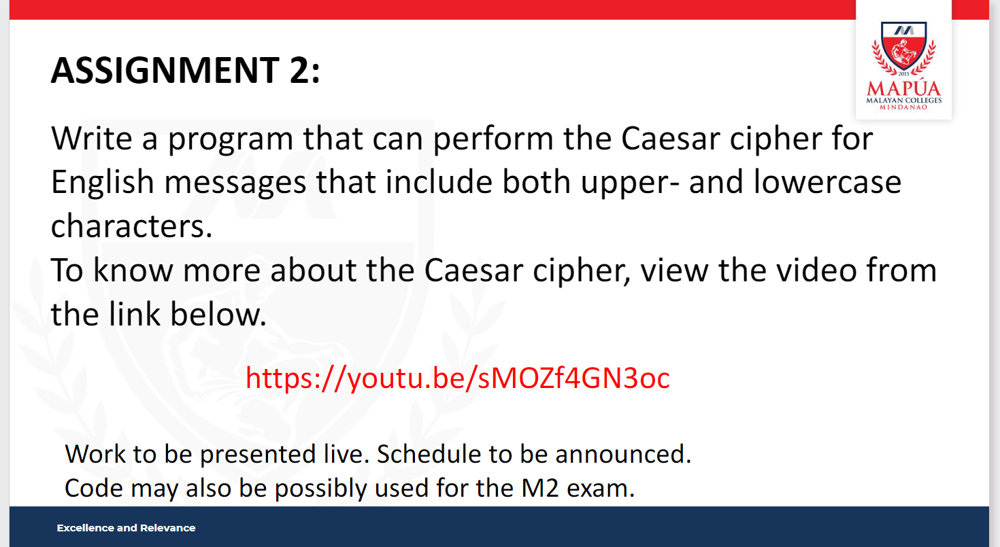 ASSIGNMENT 2:
2015
MAPÚA
MALAYAN COLLEGES
MINDANAO
Write a program that can perform the Caesar cipher for
English messages that include both upper- and lowercase
characters.
To know more about the Caesar cipher, view the video from
the link below.
https://youtu.be/sMOZf4GN3oc
Work to be presented live. Schedule to be announced.
Code may also be possibly used for the M2 exam.
Excellence and Relevance